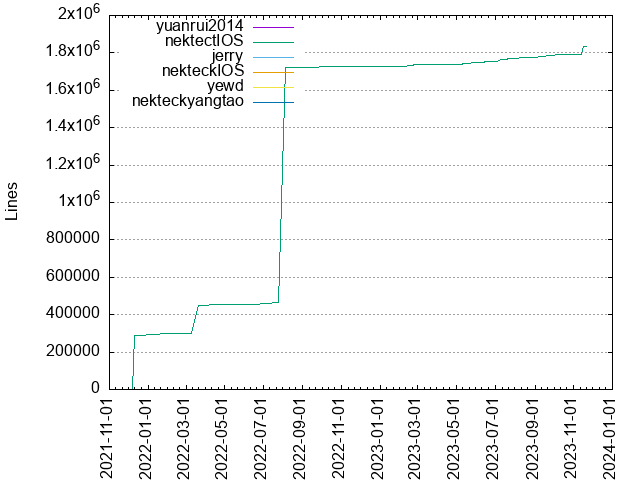 yuanrui2014
nektectIOS
jerry
nekteckIOS
yewd
nekteckyangtao
Lines
2x10^6
1.8x10^6
1.6x10^6
1.4x10^6
1.2x10^6
1x10^6
800000
600000
400000
200000
0
2021-11-01
2022-01-01
2022-03-01
2022-05-01
2022-07-01
2022-09-01
2022-11-01
2023-01-01
2023-03-01
2023-05-01
2023-07-01
2023-09-01
2023-11-01
2024-01-01